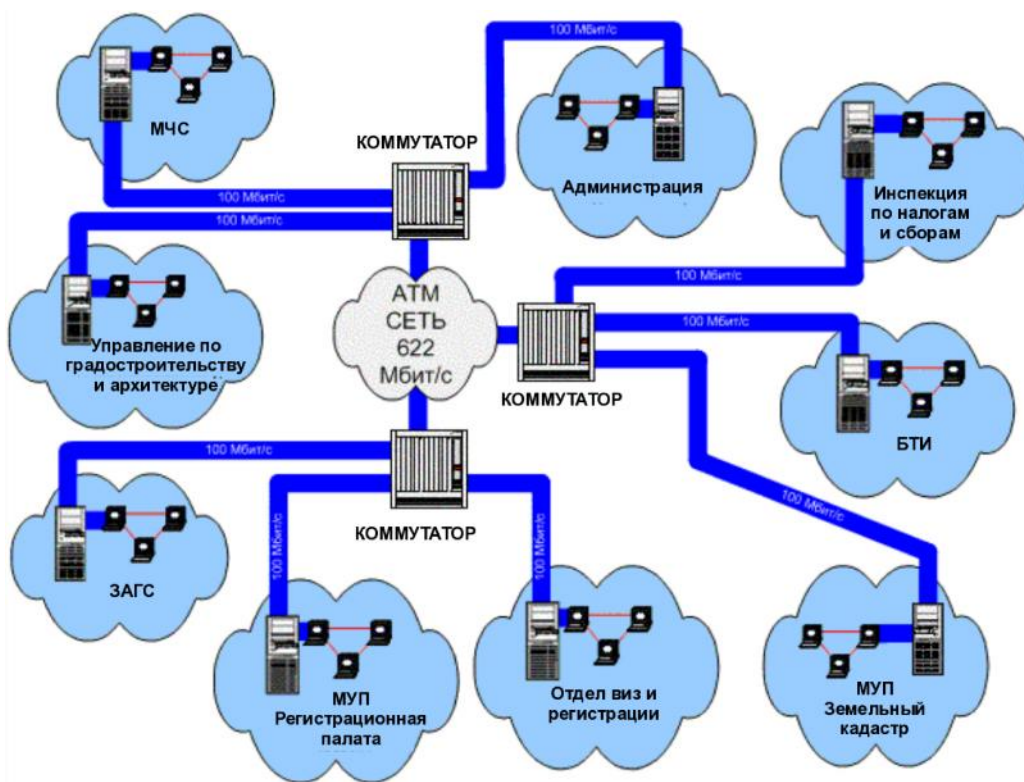 100 Мбит/с
МЧС
КОММУТАТОР
Администрация
100 Мбит/с
Инспекция
по налогам
и сборам
100 Мбит/с
100 Мбит/с
АТМ
СЕТЬ
622
Мбит/с
Управление по
градостроительству
и архитектуре
100 Мбит/с
КОММУТАТОР
БТИ
100 Мбит/с
100 Мбит/с
КОММУТАТОР
ЗАГС
100 Мбит/с
100 Мбит/с
МУП
Регистрационная
палата
Отдел виз и
регистрации
МУП
Земельный
кадастр